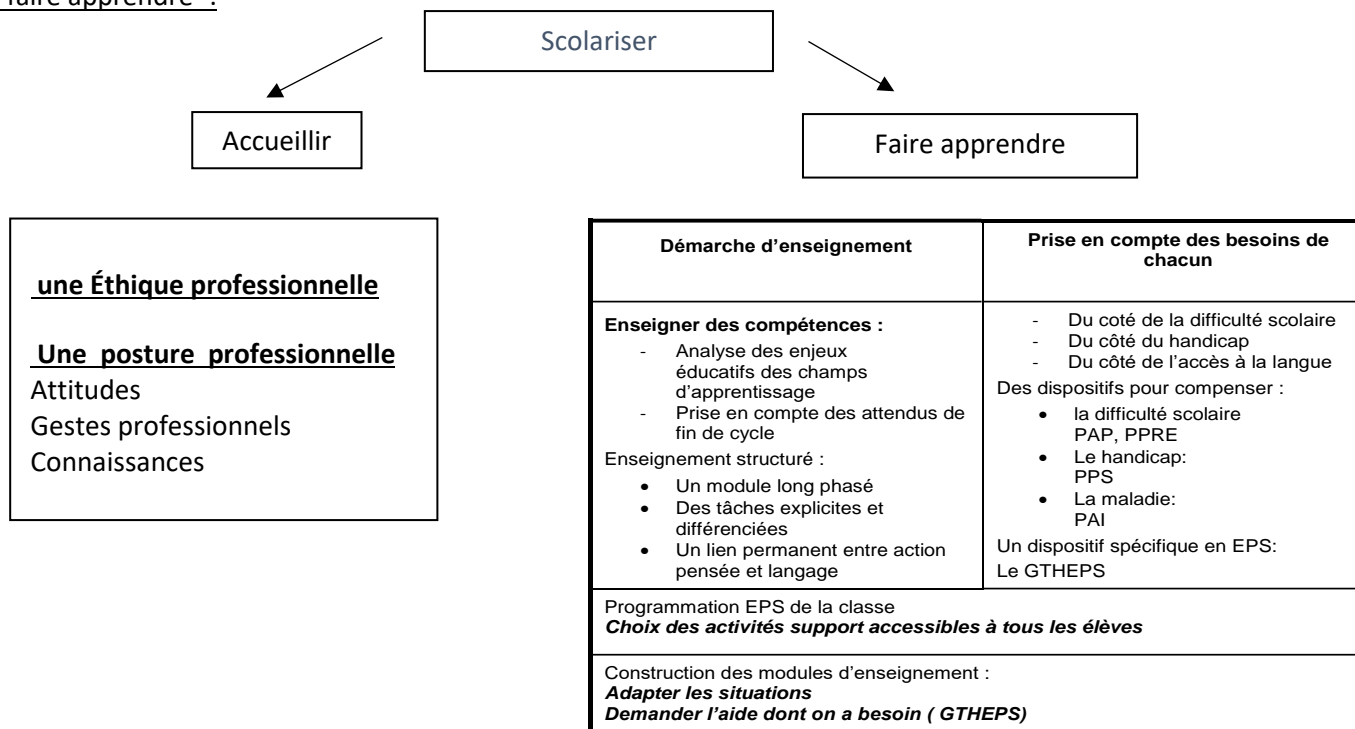 faire apprendre" :
Scolariser
Accueillir
Faire apprendre
une Éthique professionnelle
Une posture professionnelle
Attitudes
Gestes professionnels
Connaissances
Démarche d’enseignement
Prise en compte des besoins de
chacun
Enseigner des compétences :
- Analyse des enjeux
éducatifs des champs
d’apprentissage
- Prise en compte des attendus de
fin de cycle
Enseignement structuré :
• Un module long phasé
• Des tâches explicites et
différenciées
• Un lien permanent entre action
pensée et langage
- Du coté de la difficulté scolaire
- Du côté du handicap
- Du côté de l’accès à la langue
Des dispositifs pour compenser :
• la difficulté scolaire
PAP, PPRE
• Le handicap:
PPS
• La maladie:
PAI
Un dispositif spécifique en EPS:
Le GTHEPS
Programmation EPS de la classe
Choix des activités support accessibles à tous les élèves
Construction des modules d’enseignement :
Adapter les situations
Demander l’aide dont on a besoin ( GTHEPS)